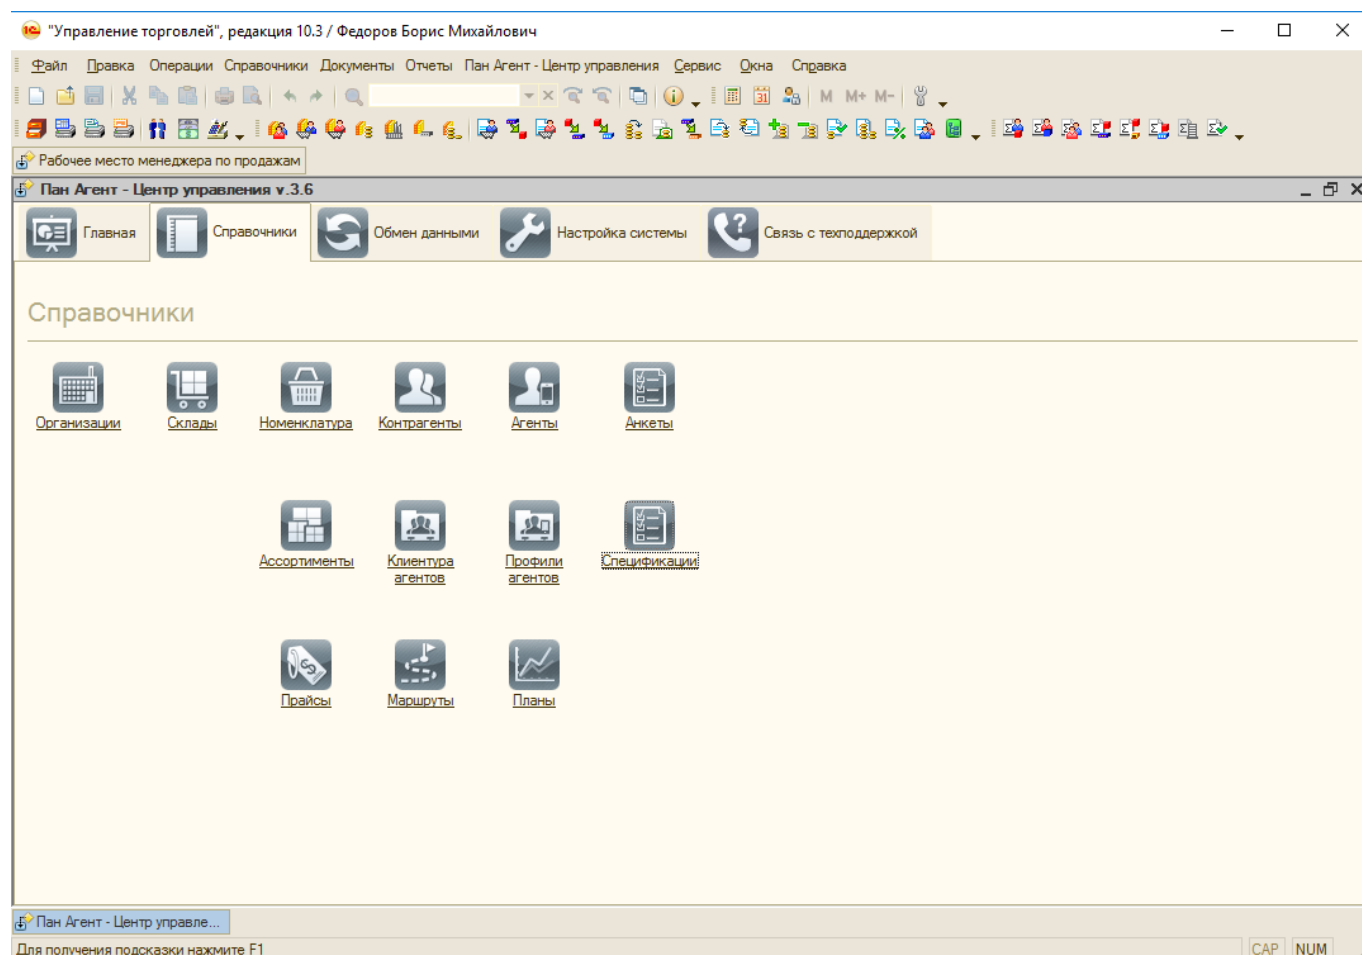 "Управление торговлей", редакция 10.3 / Федоров Борис Михайлович
Файл Правка Операции Справочники Документы Отчеты Пан Агент - Центр управления Сервис Окна Справка
M M+ M-
Рабочее место менеджера по продажам
Пан Агент - Центр управления v.3.6
Главная Справочники Обмен данными Настройка системы Связь с техподдержкой
Справочники
Организации Склады Номенклатура Контрагенты Агенты Анкеты
Ассортименты Клиентура агентов Профили агентов Спецификации
Прайсы Маршруты Планы
Пан Агент - Центр управле...
Для получения подсказки нажмите F1 CAP NUM